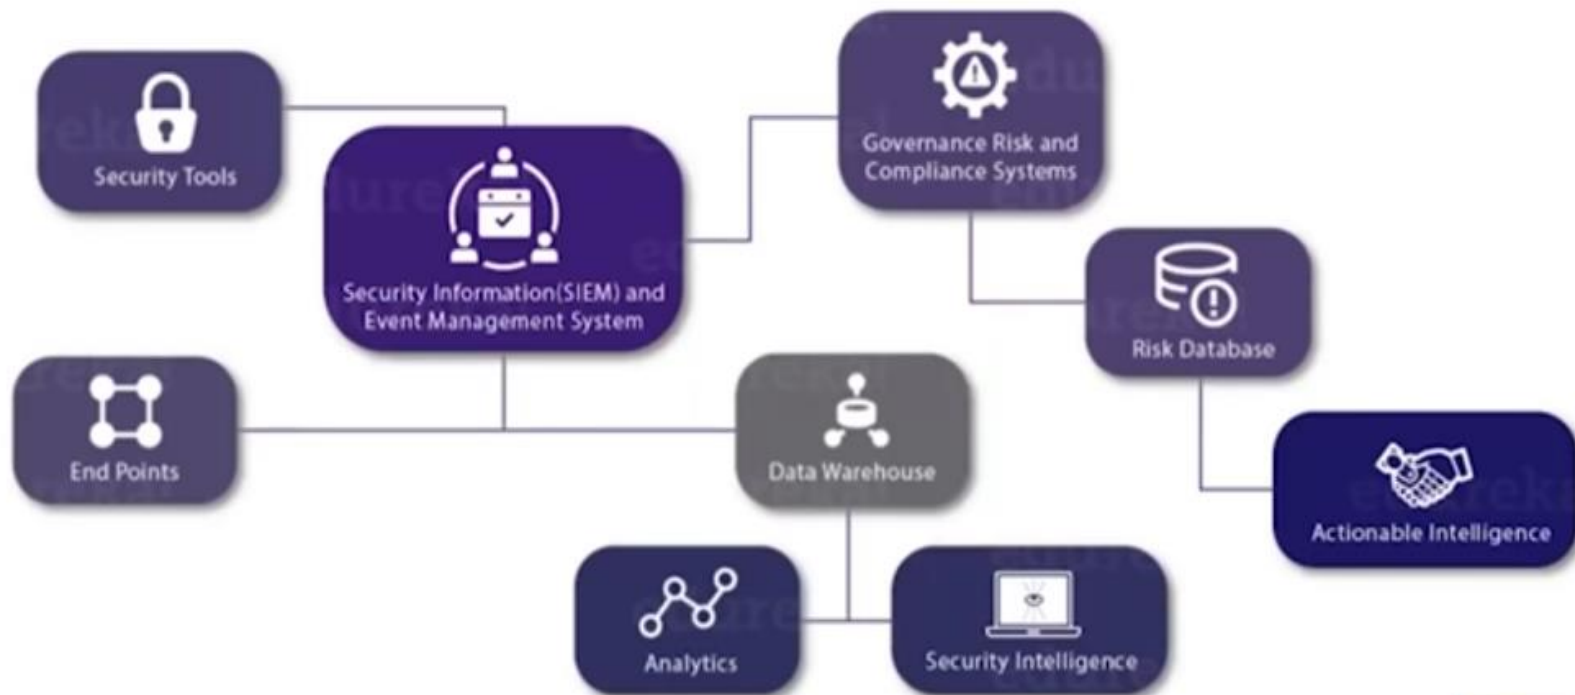 Security Tools
Governance Risk and
Compliance Systems
Security Information(SIEM) and
Event Management System
Risk Database
End Points
Data Warehouse
Actionable Intelligence
Analytics
Security Intelligence